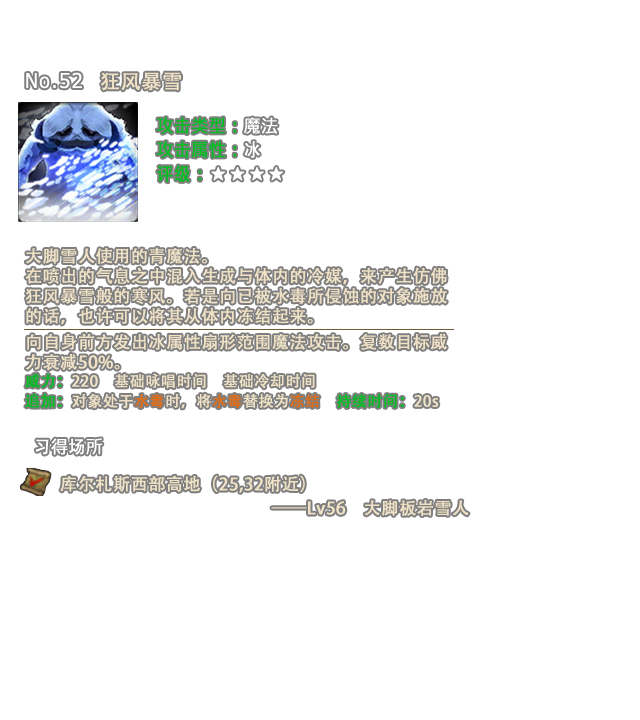 No.52 狂风暴雪
攻击类型：魔法
攻击属性：冰
评级：☆☆☆☆
大脚雪人使用的青魔法。
在喷出的气息之中混入生成与体内的冷媒，来产生仿佛
狂风暴雪般的寒风。若是向已被水毒所侵蚀的对象施放
的话，也许可以将其从体内冻结起来。
向自身前方发出冰属性扇形范围魔法攻击。复数目标威
力衰减50%。
威力：220 基础咏唱时间 基础冷却时间
追加：对象处于水毒时，将水毒替换为冻结 持续时间：20s
习得场所
库尔札斯西部高地（25,32附近）
——Lv56 大脚板岩雪人